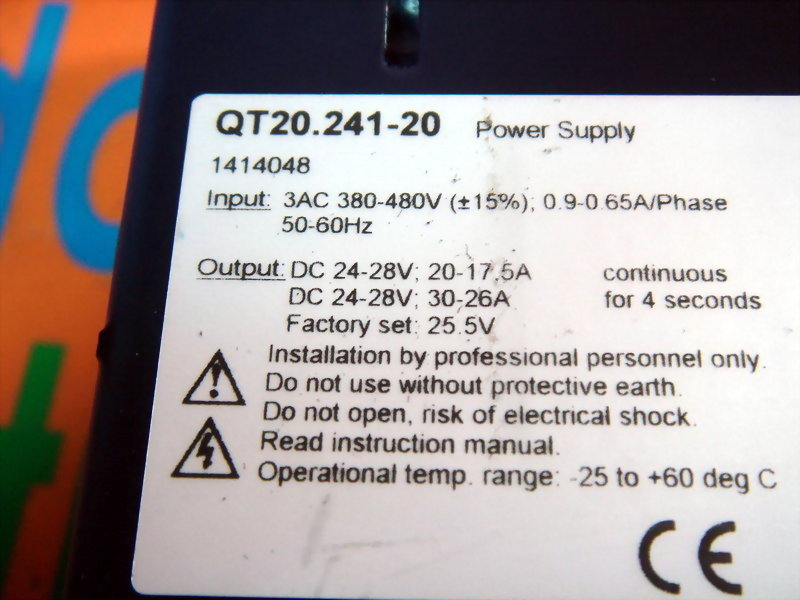 QT20.241-20 Power Supply
1414048
Input: 3AC 380-480V (±15%); 0.9-0.65A/Phase
50-60Hz
Output: DC 24-28V; 20-17,5A continuous
DC 24-28V; 30-26A for 4 seconds
Factory set: 25.5V
Installation by professional personnel only.
Do not use without protective earth.
Do not open, risk of electrical shock.
Read instruction manual.
Operational temp. range: -25 to +60 deg C
CE